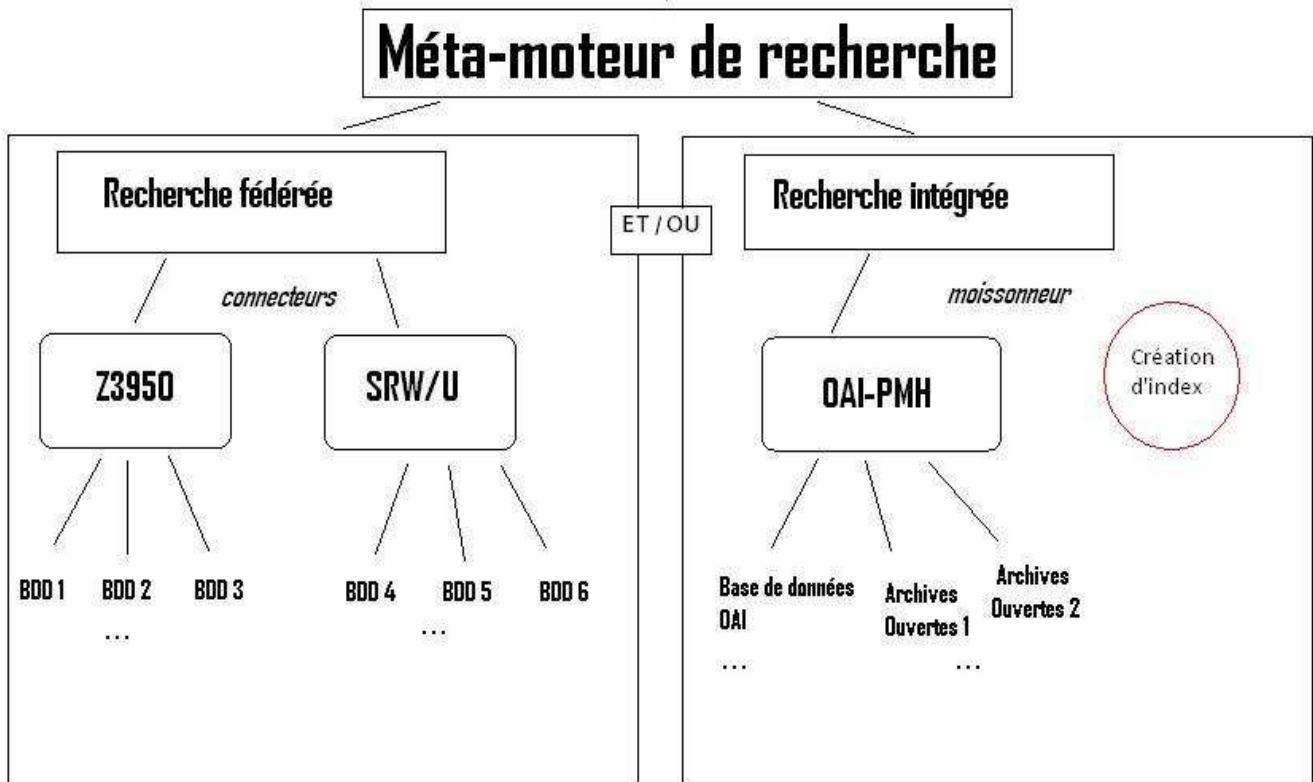 Méta-moteur de recherche
Recherche fédérée
ET / OU
Recherche intégrée
connecteurs
moissonneur
Z3950
SRW/U
OAI-PMH
Création
d'index
BDD 1
BDD 2
BDD 3
...
BDD 4
BDD 5
BDD 6
...
Base de données
OAI
...
Archives
Ouvertes 1
Archives
Ouvertes 2
...